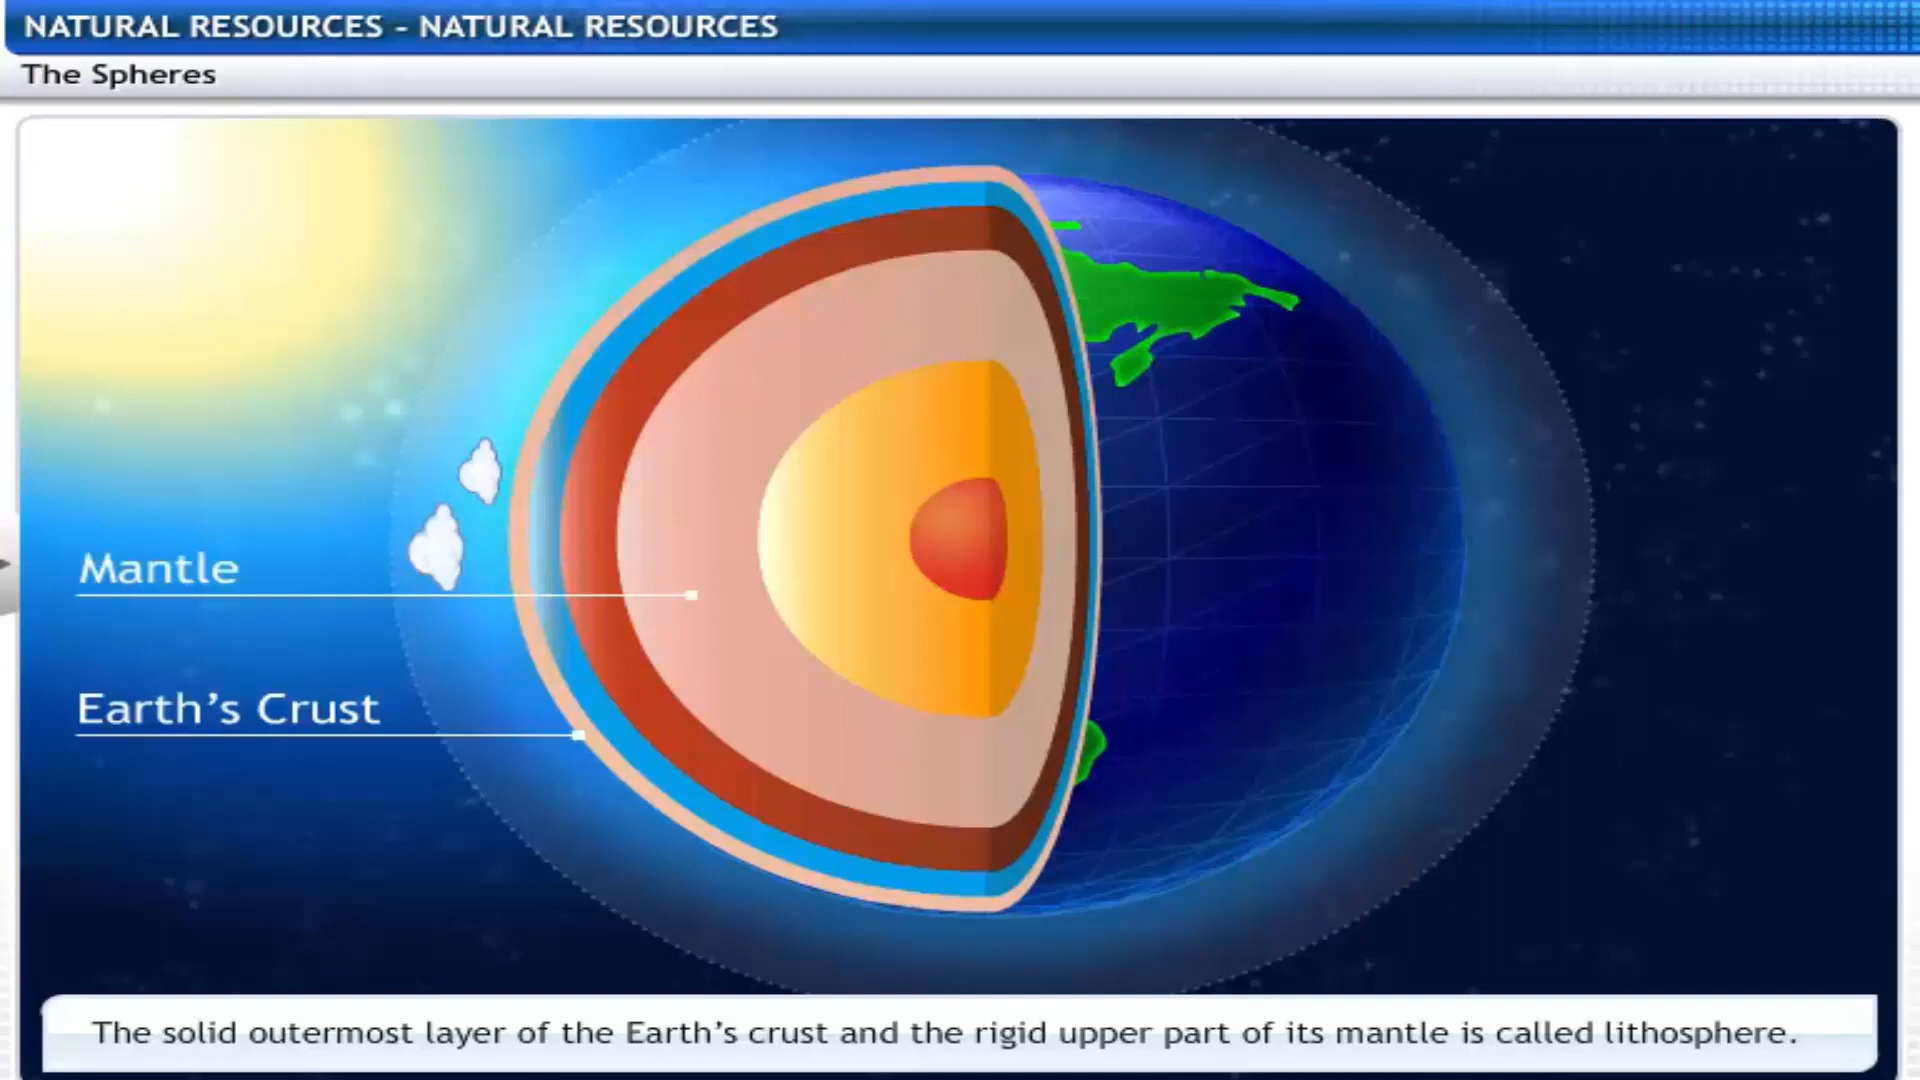 NATURAL RESOURCES - NATURAL RESOURCES
The Spheres
Mantle
Earth's Crust
The solid outermost layer of the Earth's crust and the rigid upper part of its mantle is called lithosphere.